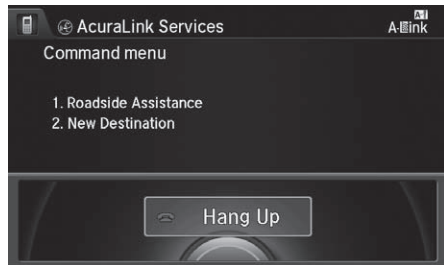 AcuraLink Services
A-Link
Command menu
1. Roadside Assistance
2. New Destination
Hang Up